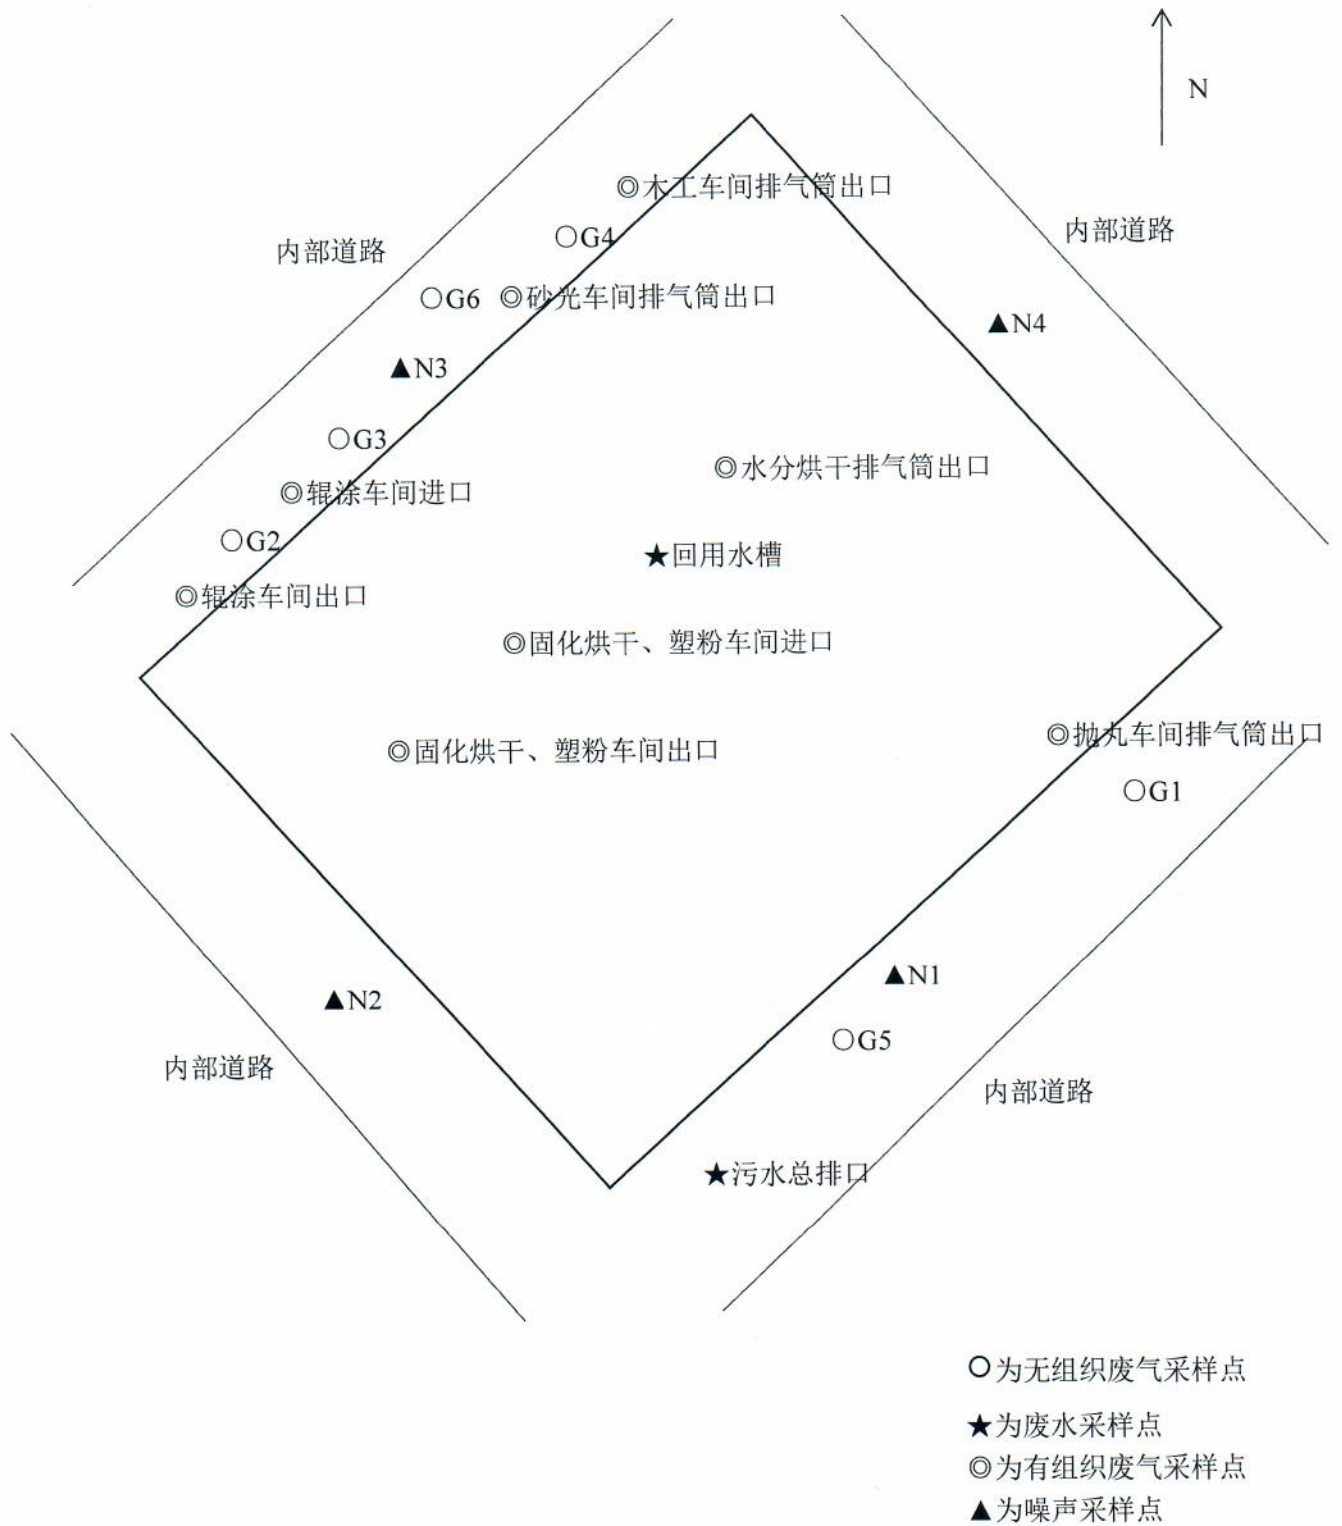 N
◎木工车间排气筒出口
内部道路
○G4
内部道路
○G6
◎砂光车间排气筒出口
▲N4
▲N3
○G3
◎水分烘干排气筒出口
◎辊涂车间进口
○G2
★回用水槽
◎辊涂车间出口
◎固化烘干、塑粉车间进口
◎抛丸车间排气筒出口
◎固化烘干、塑粉车间出口
○G1
▲N1
▲N2
○G5
内部道路
内部道路
★污水总排口
○为无组织废气采样点
★为废水采样点
◎为有组织废气采样点
▲为噪声采样点